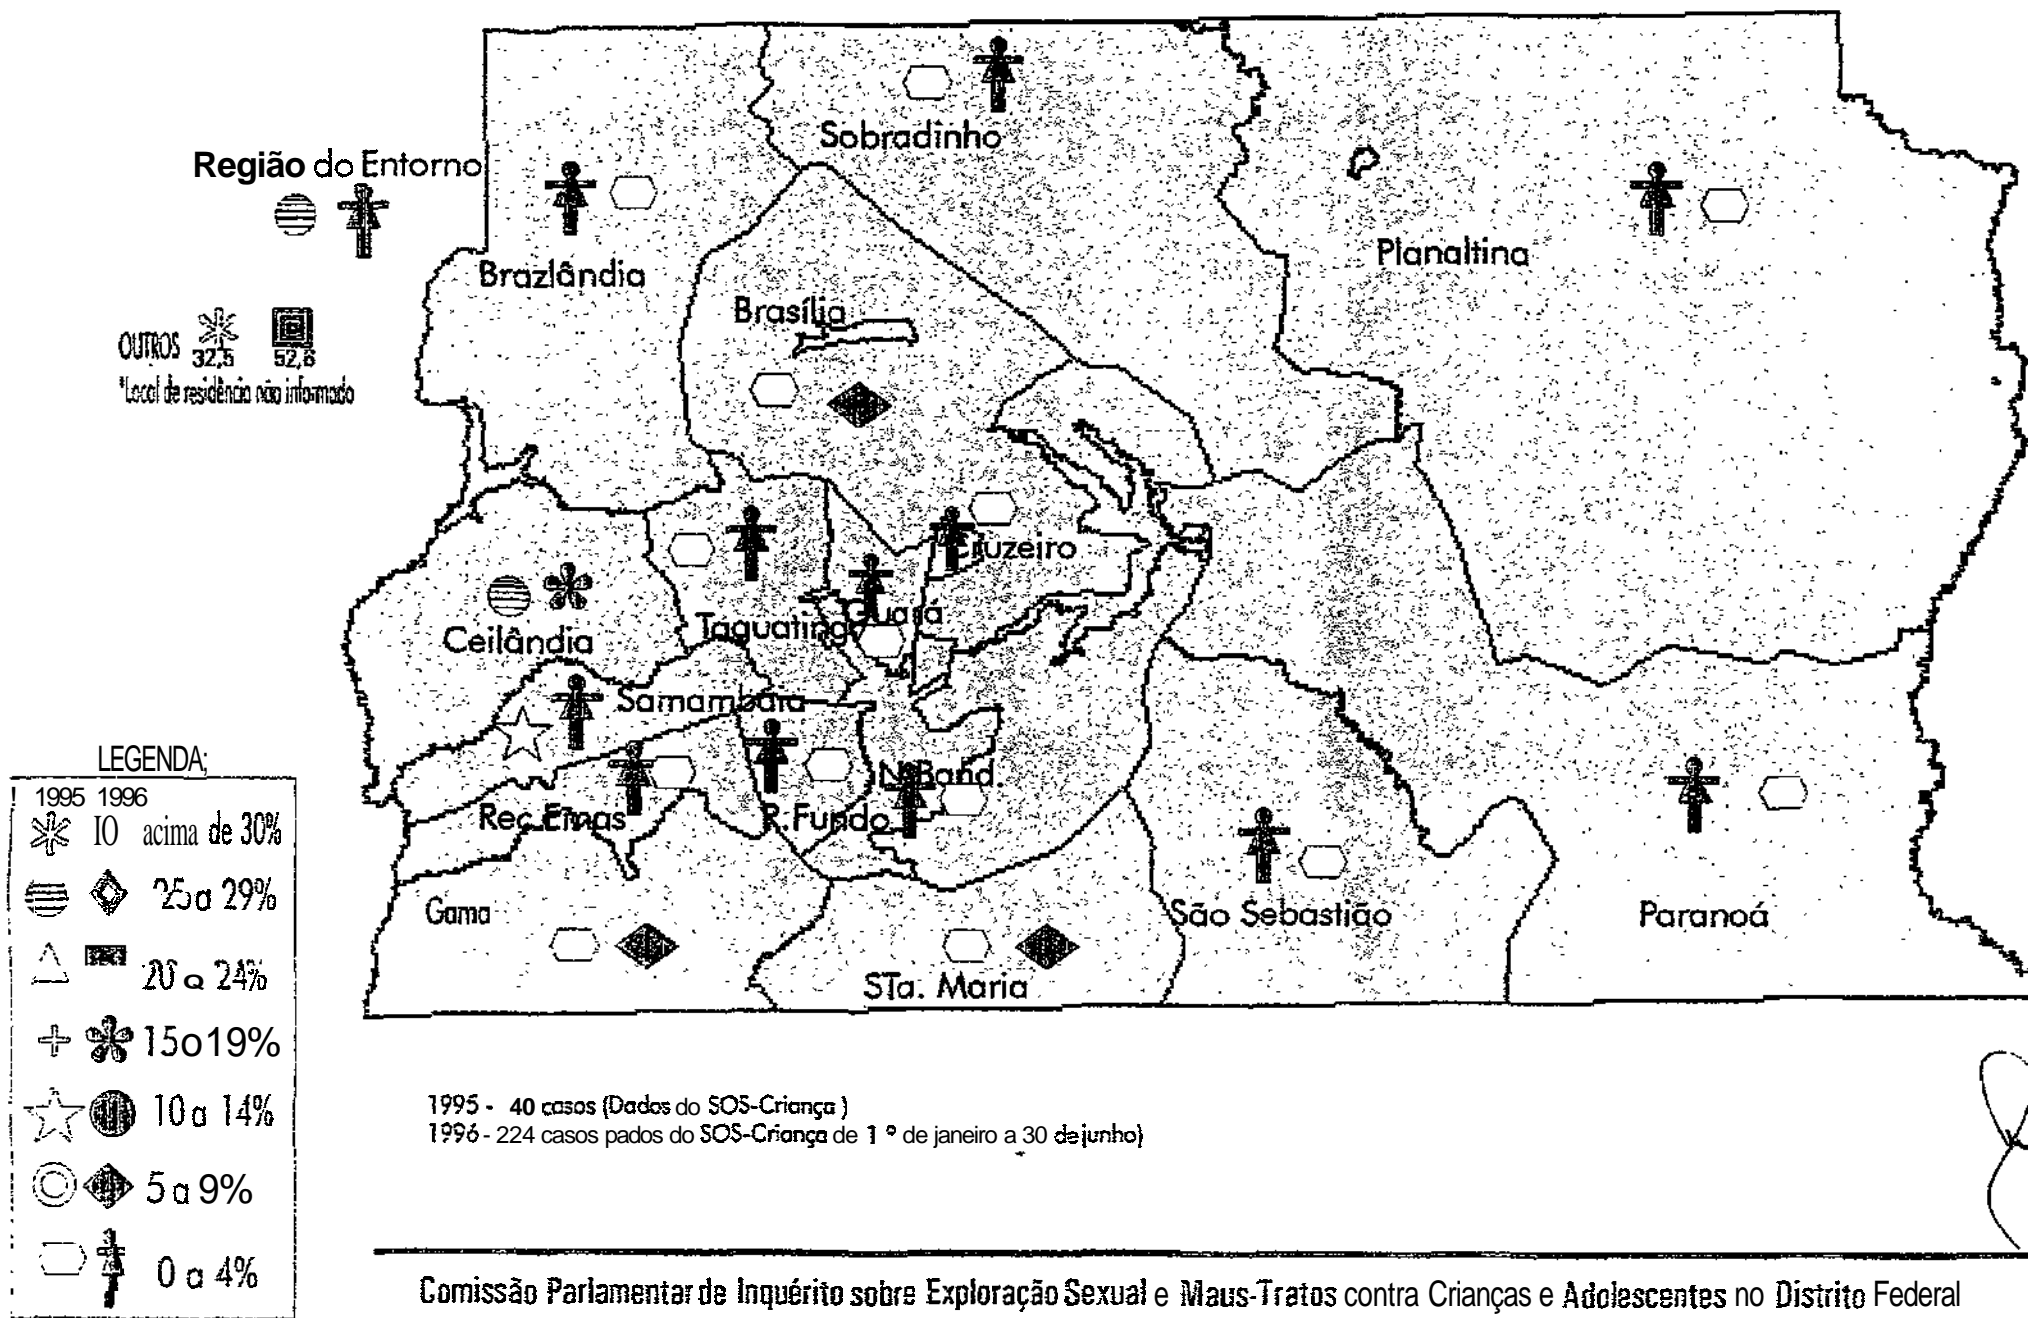 Sobradinho
Região do Entorno
Brazlândia
Planaltina
Brasília
OUTROS 32,5 52,6
*Local de residência não informado
Cruzeiro
Guará
Taguatinga
Ceilândia
Samambaia
N. Band.
Rec. Emas
R. Fundo
Gama
São Sebastião
Paranoá
STa. Maria
LEGENDA;
1995 1996
IO acima de 30%
25a 29%
20 a 24%
15o19%
10 a 14%
5 a 9%
0 a 4%
1995 - 40 casos (Dados do SOS-Criança )
1996 - 224 casos pados do SOS-Criança de 1 º de janeiro a 30 de junho)
Comissão Parlamentar de Inquérito sobre Exploração Sexual e Maus-Tratos contra Crianças e Adolescentes no Distrito Federal